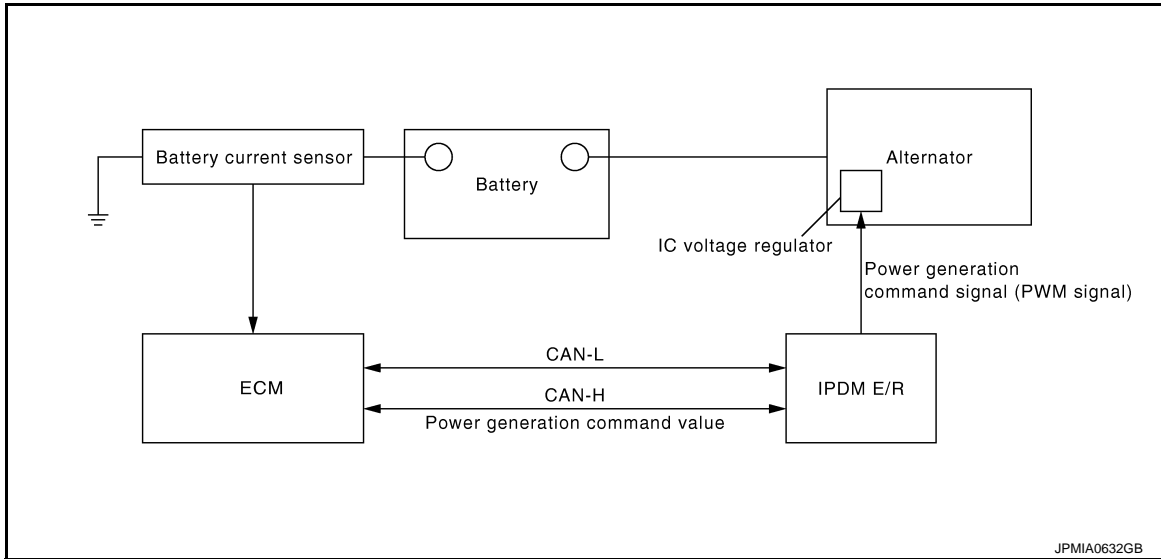 Battery current sensor
Battery
Alternator
IC voltage regulator
Power generation
command signal (PWM signal)
ECM
CAN-L
CAN-H
Power generation command value
IPDM E/R
JPMIA0632GB